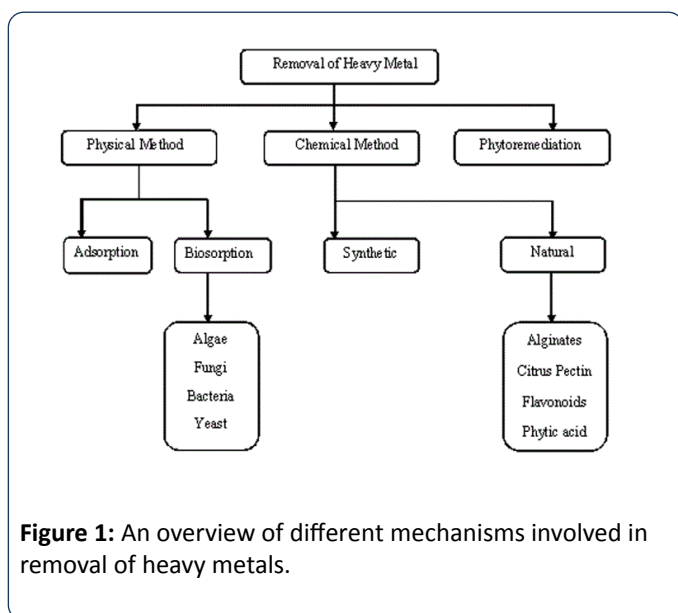 Removal of Heavy Metal
Physical Method
Chemical Method
Phytoremediation
Adsorption
Biosorption
Synthetic
Natural
Algae
Fungi
Bacteria
Yeast
Alginates
Citrus Pectin
Flavonoids
Phytic acid
Figure 1: An overview of different mechanisms involved in
removal of heavy metals.